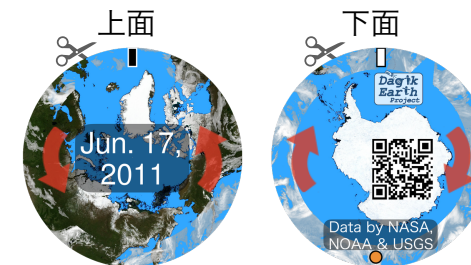 上面
下面
Jun. 17,
2011
Dagik
Earth
Project
Data by NASA,
NOAA & USGS